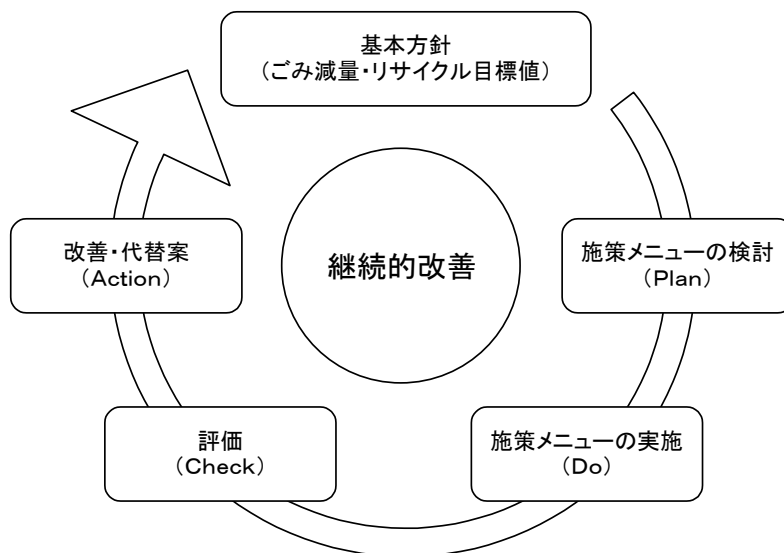 基本方針
（ごみ減量・リサイクル目標値）
施策メニューの検討
（Plan）
施策メニューの実施
（Do）
評価
（Check）
改善・代替案
（Action）
継続的改善